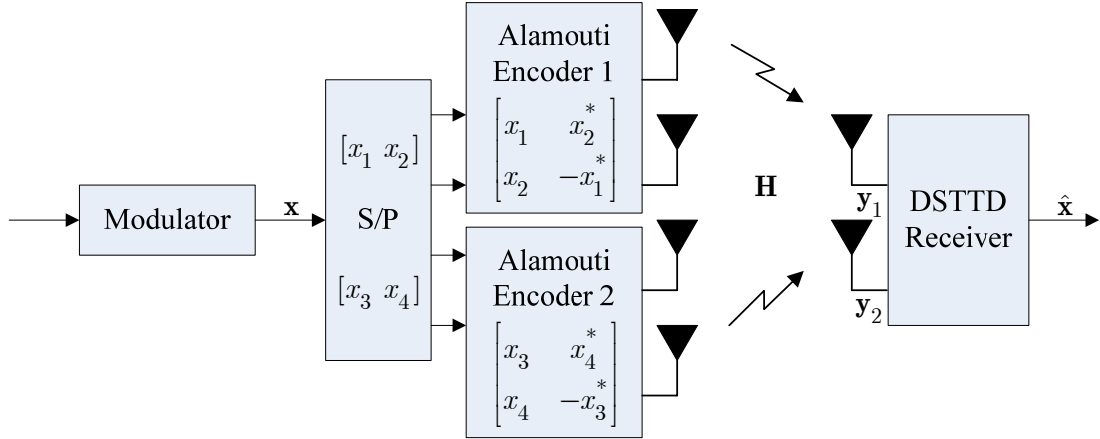 Modulator
x
[x₁ x₂]
S/P
[x₃ x₄]
Alamouti
Encoder 1
[x₁ x₂*
x₂ −x₁*]
Alamouti
Encoder 2
[x₃ x₄*
x₄ −x₃*]
H
y₁
y₂
DSTTD
Receiver
x̂